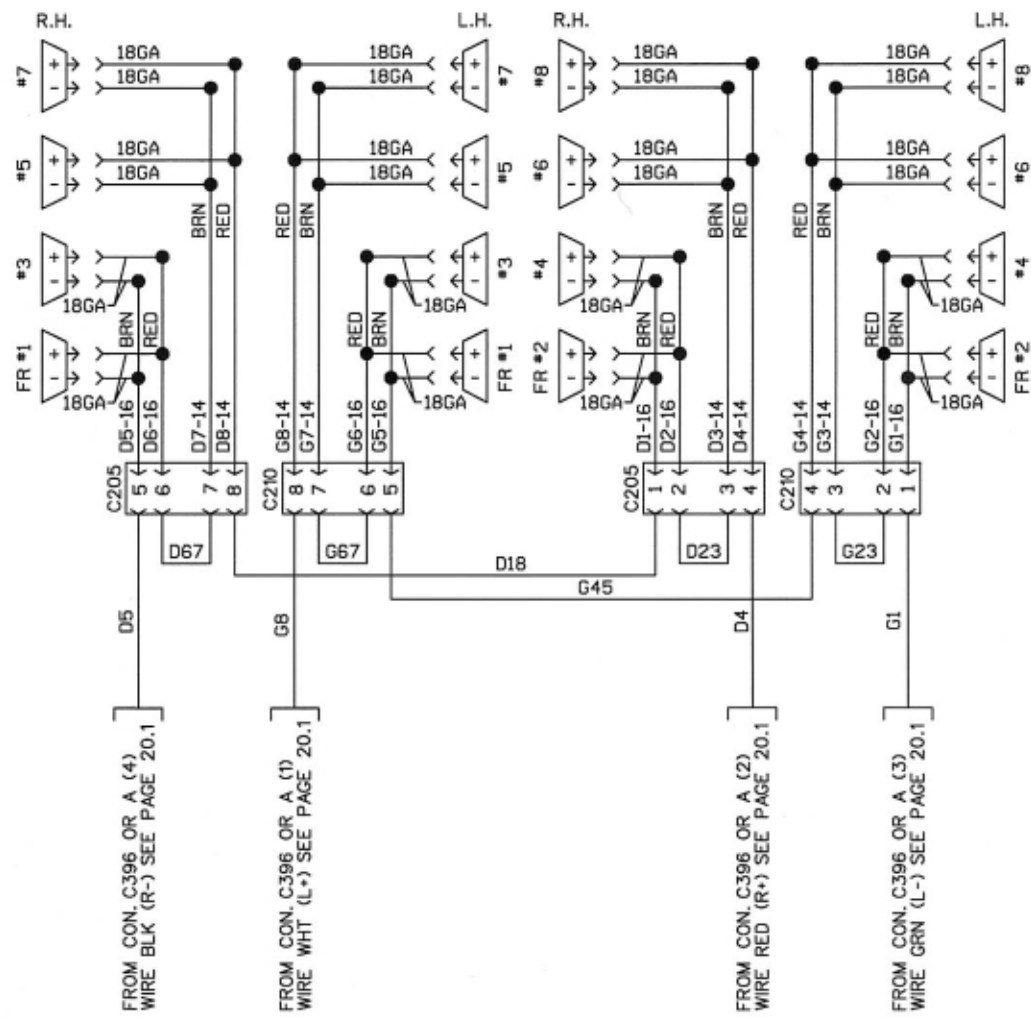 R.H. L.H. R.H. L.H.
#7 + 18GA 18GA + #7 #8 + 18GA 18GA + #8
- 18GA 18GA - - 18GA 18GA -
#5 + 18GA 18GA + #5 #6 + 18GA 18GA + #6
- 18GA 18GA - - 18GA 18GA -
BRN RED RED BRN BRN RED RED BRN
#3 + + #3 #4 + + #4
- - - -
18GA 18GA 18GA 18GA
BRN RED RED BRN BRN RED RED BRN
FR #1 + + FR #1 FR #2 + + FR #2
- - - -
18GA 18GA 18GA 18GA
D5-16 D6-16 D7-14 D8-14 G8-14 G7-14 G6-16 G5-16 D1-16 D2-16 D3-14 D4-14 G4-14 G3-14 G2-16 G1-16
C205 5 6 7 8 C210 8 7 6 5 C205 1 2 3 4 C210 4 3 2 1
D67 G67 D23 G23
D18
G45
D5 G8 D4 G1
FROM CON. C396 OR A (4)
WIRE BLK (R-) SEE PAGE 20.1
FROM CON. C396 OR A (1)
WIRE WHT (L+) SEE PAGE 20.1
FROM CON. C396 OR A (2)
WIRE RED (R+) SEE PAGE 20.1
FROM CON. C396 OR A (3)
WIRE GRN (L-) SEE PAGE 20.1